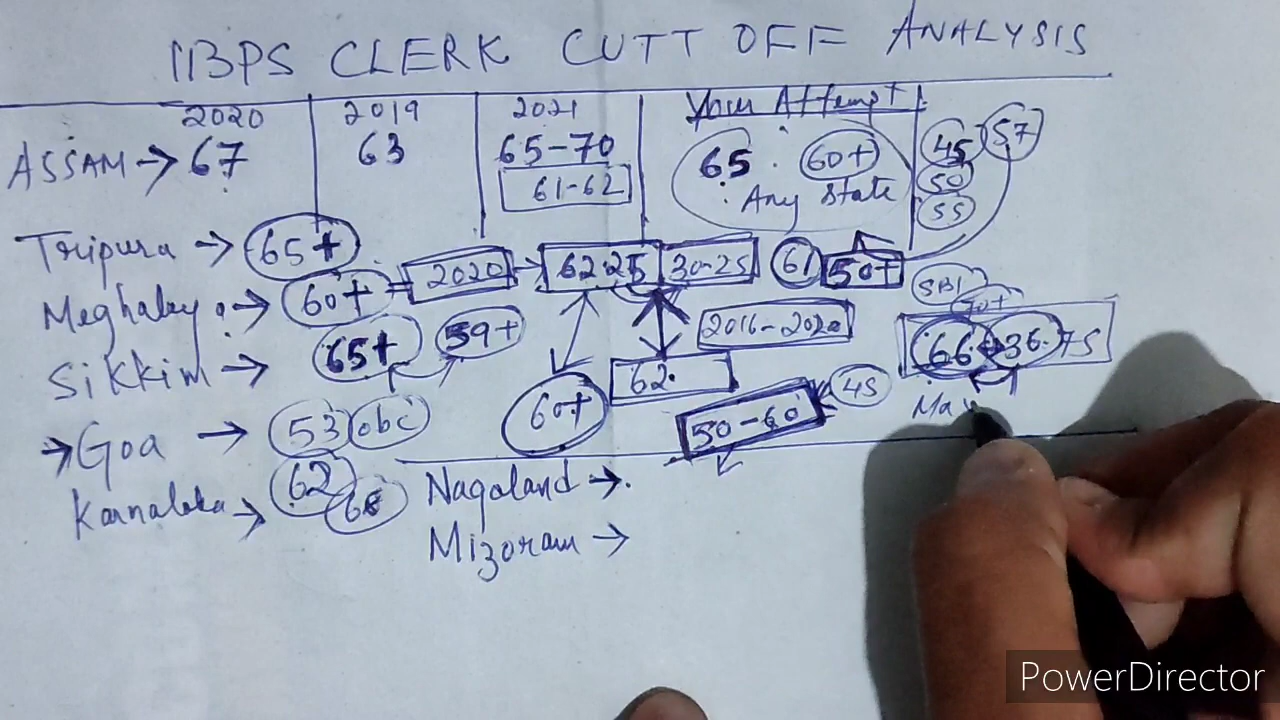 IBPS CLERK CUTT OFF ANALYSIS
2020 2019 2021 Your Attempt
ASSAM → 67 63 65-70 65 60+ 45 57
61-62 Any State 50
55
Tripura → 65+
Meghaley → 60+ = 2020 → 62.25 30.25 61 50+ SBI
70+
Sikkim → 65+ 59+ 2016-2020 66 36.75
60+ 62. 50-60 45 Ma
→ Goa → 53 obc
Karnataka → 62
Nagaland →
Mizoram →
PowerDirector